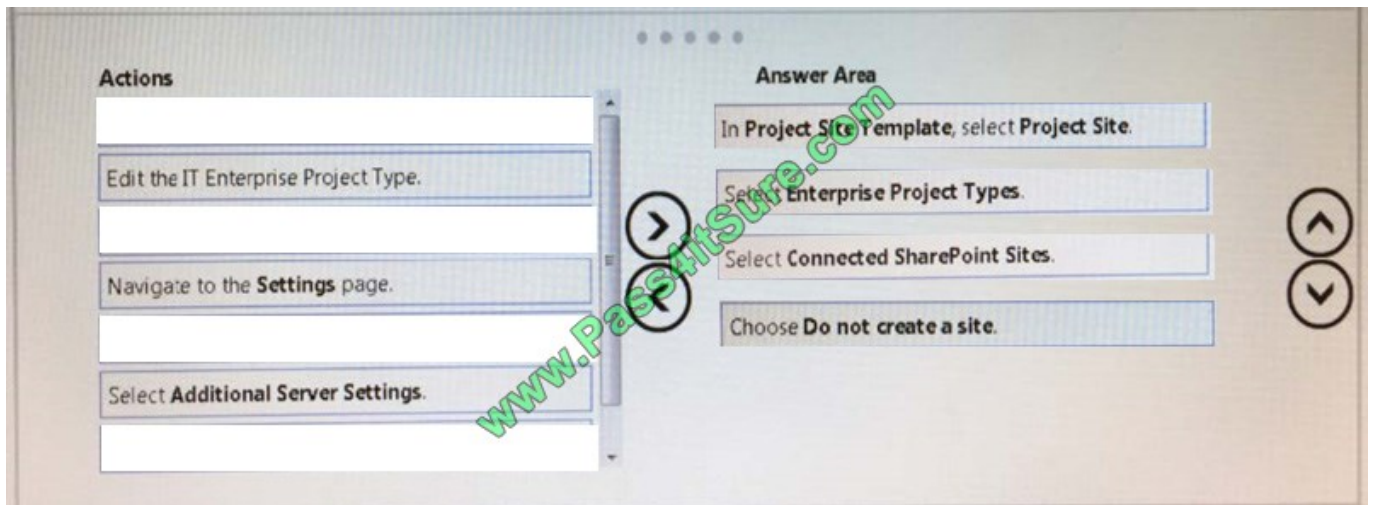 Actions
Edit the IT Enterprise Project Type.
Navigate to the Settings page.
Select Additional Server Settings.
Answer Area
In Project Site Template, select Project Site.
Select Enterprise Project Types.
Select Connected SharePoint Sites.
Choose Do not create a site.
www.Pass4itSure.com